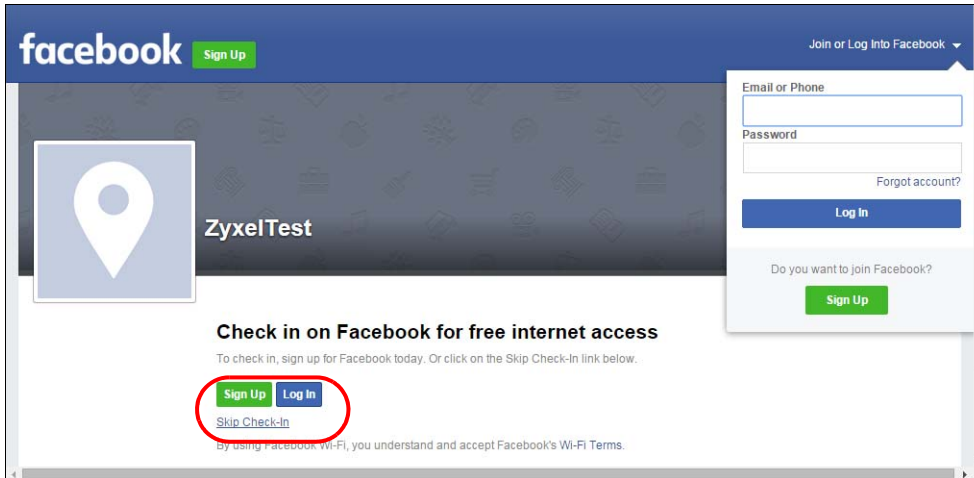 facebook Sign Up
Join or Log Into Facebook
Email or Phone
Password
Forgot account?
Log In
Do you want to join Facebook?
Sign Up
ZyxelTest
Check in on Facebook for free internet access
To check in, sign up for Facebook today. Or click on the Skip Check-In link below.
Sign Up Log In
Skip Check-In
By using Facebook Wi-Fi, you understand and accept Facebook's Wi-Fi Terms.